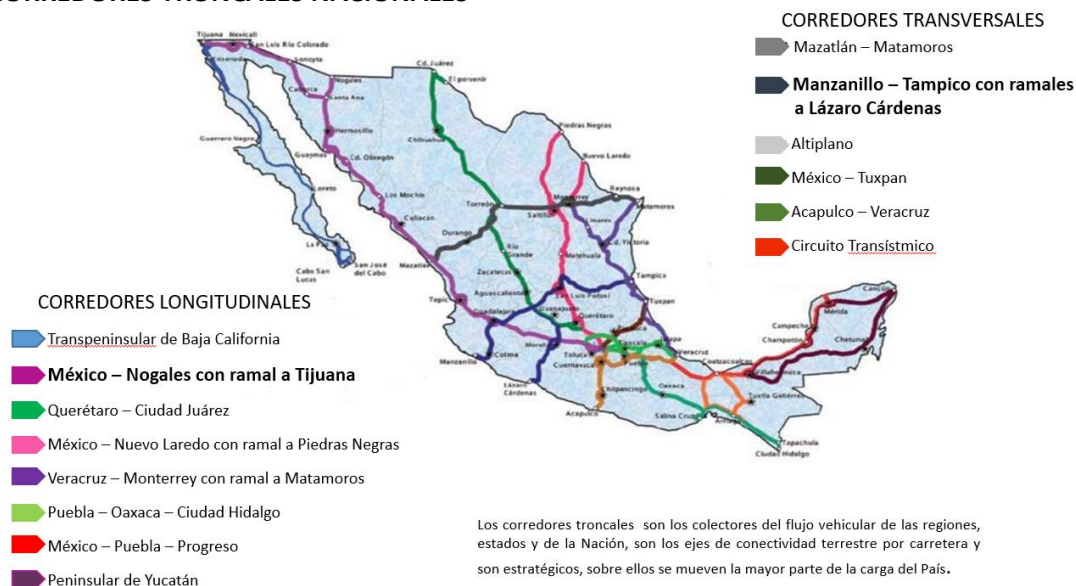 CORREDORES TRONCALES NACIONALES
CORREDORES TRANSVERSALES
Mazatlán – Matamoros
Manzanillo – Tampico con ramales
a Lázaro Cárdenas
Altiplano
México – Tuxpan
Acapulco – Veracruz
Circuito Transístmico
Tijuana Mexicali
San Luis Río Colorado
Ensenada
Sonoyta
Nogales
Caborca
Santa Ana
Cd. Juárez
El porvenir
Hermosillo
Chihuahua
Piedras Negras
Guerrero Negro
Guaymas
Cd. Obregón
Nuevo Laredo
Loreto
Los Mochis
Torreón
Monterrey
Reynosa
Matamoros
Saltillo
Linares
Culiacán
Durango
La Paz
Cd. Victoria
Río
Grande
Matehuala
Cabo San
Lucas
San José
del Cabo
Mazatlán
Zacatecas
Tampico
Aguascalientes
San Luis Potosí
Tepic
Guadalajara
Guanajuato
Querétaro
Tuxpan
Cancún
Mérida
Campeche
Champotón
Chetumal
Manzanillo
Colima
Morelia
Toluca
Tlaxcala
Puebla
Veracruz
Coatzacoalcos
Villahermosa
Cuernavaca
Lázaro
Cárdenas
Chilpancingo
Oaxaca
Tuxtla Gutiérrez
Acapulco
Salina Cruz
Arriaga
Tapachula
Ciudad Hidalgo
CORREDORES LONGITUDINALES
Transpeninsular de Baja California
México – Nogales con ramal a Tijuana
Querétaro – Ciudad Juárez
México – Nuevo Laredo con ramal a Piedras Negras
Veracruz – Monterrey con ramal a Matamoros
Puebla – Oaxaca – Ciudad Hidalgo
México – Puebla – Progreso
Peninsular de Yucatán
Los corredores troncales son los colectores del flujo vehicular de las regiones,
estados y de la Nación, son los ejes de conectividad terrestre por carretera y
son estratégicos, sobre ellos se mueven la mayor parte de la carga del País.